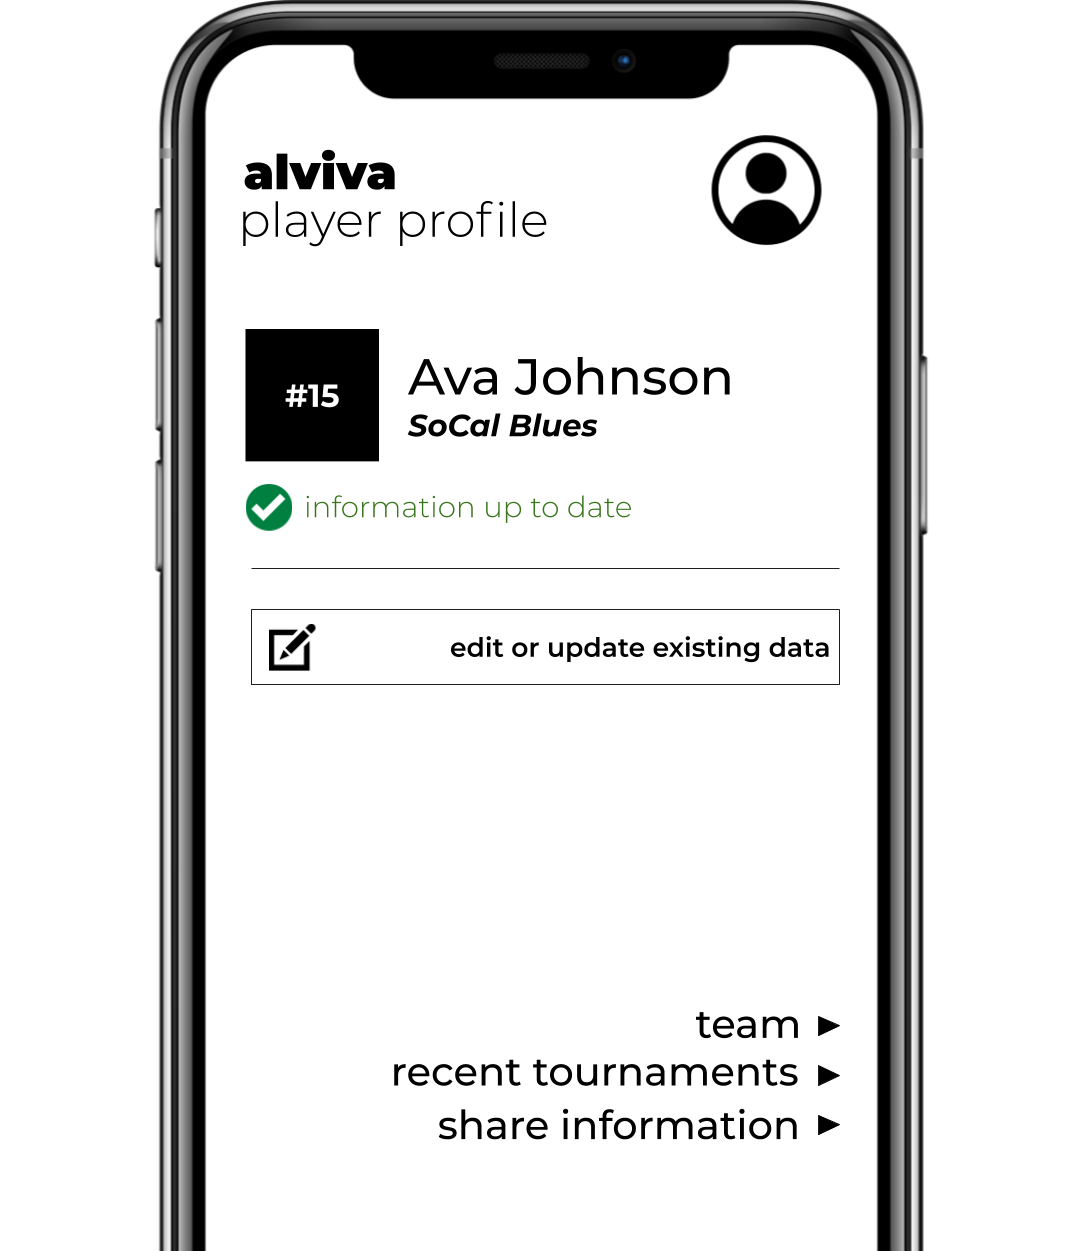 alviva
player profile
#15
Ava Johnson
SoCal Blues
information up to date
edit or update existing data
team
recent tournaments
share information